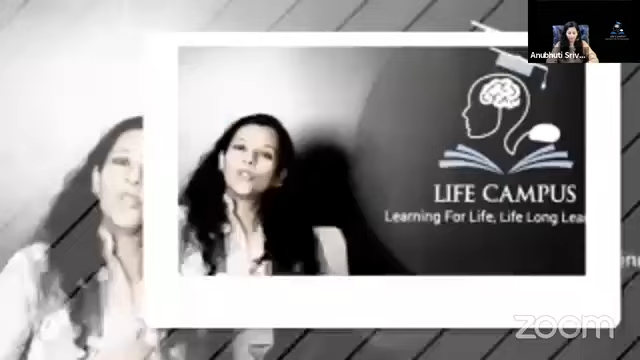 Anubhuti Sriv...
LIFE CAMPUS
Learning For Life, Life Long Lea
zoom